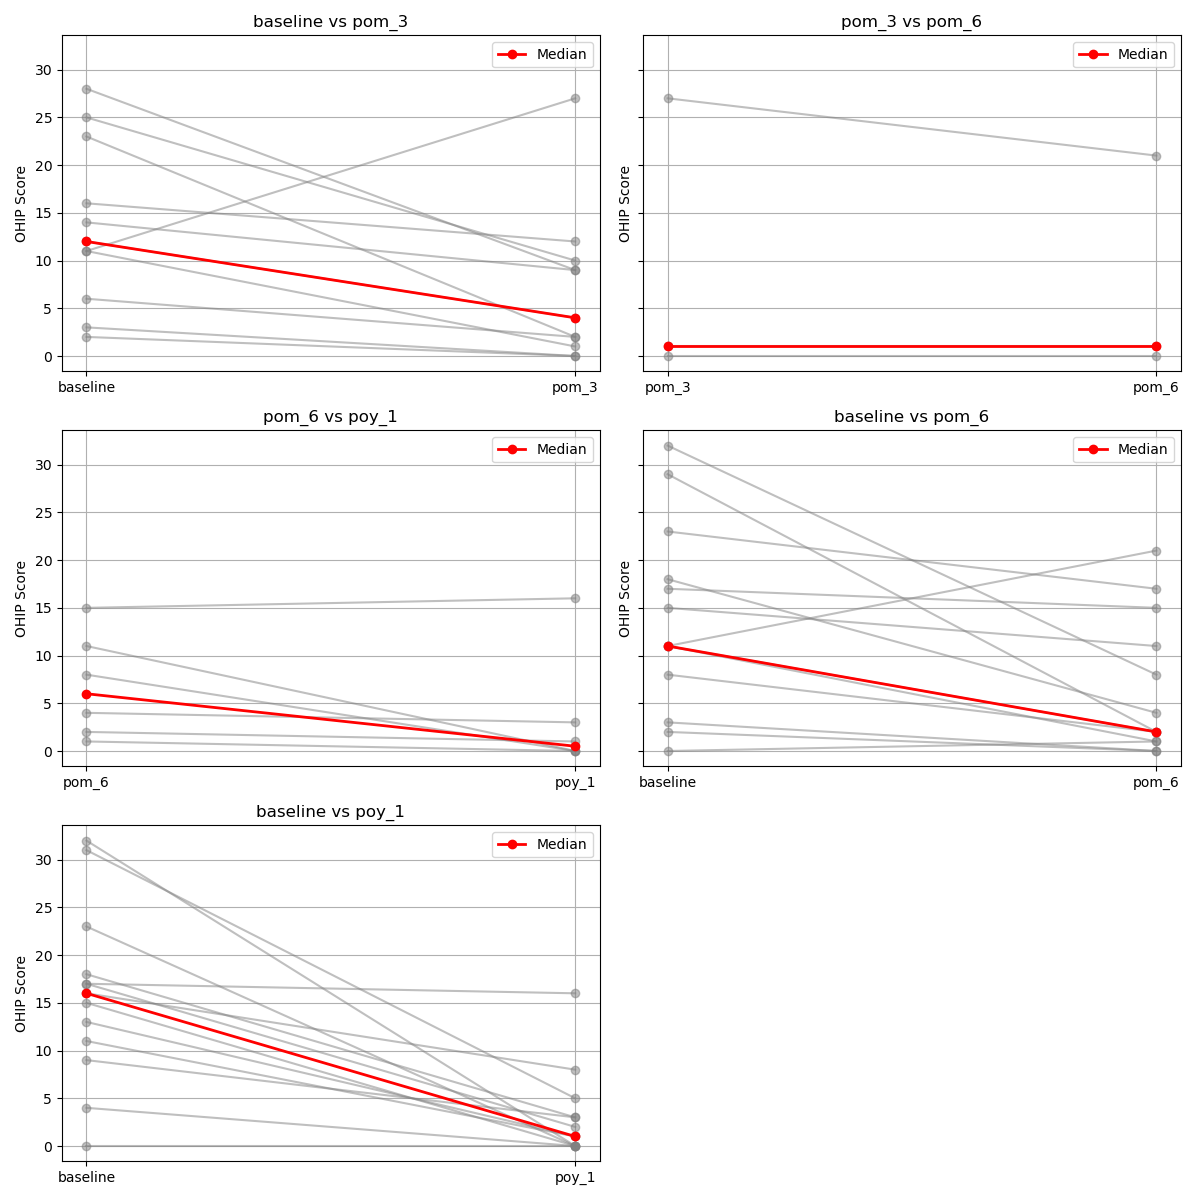 baseline vs pom_3
Median
OHIP Score
30
25
20
15
10
5
0
baseline
pom_3
pom_3 vs pom_6
Median
OHIP Score
pom_3
pom_6
pom_6 vs poy_1
Median
OHIP Score
30
25
20
15
10
5
0
pom_6
poy_1
baseline vs pom_6
Median
OHIP Score
baseline
pom_6
baseline vs poy_1
Median
OHIP Score
30
25
20
15
10
5
0
baseline
poy_1